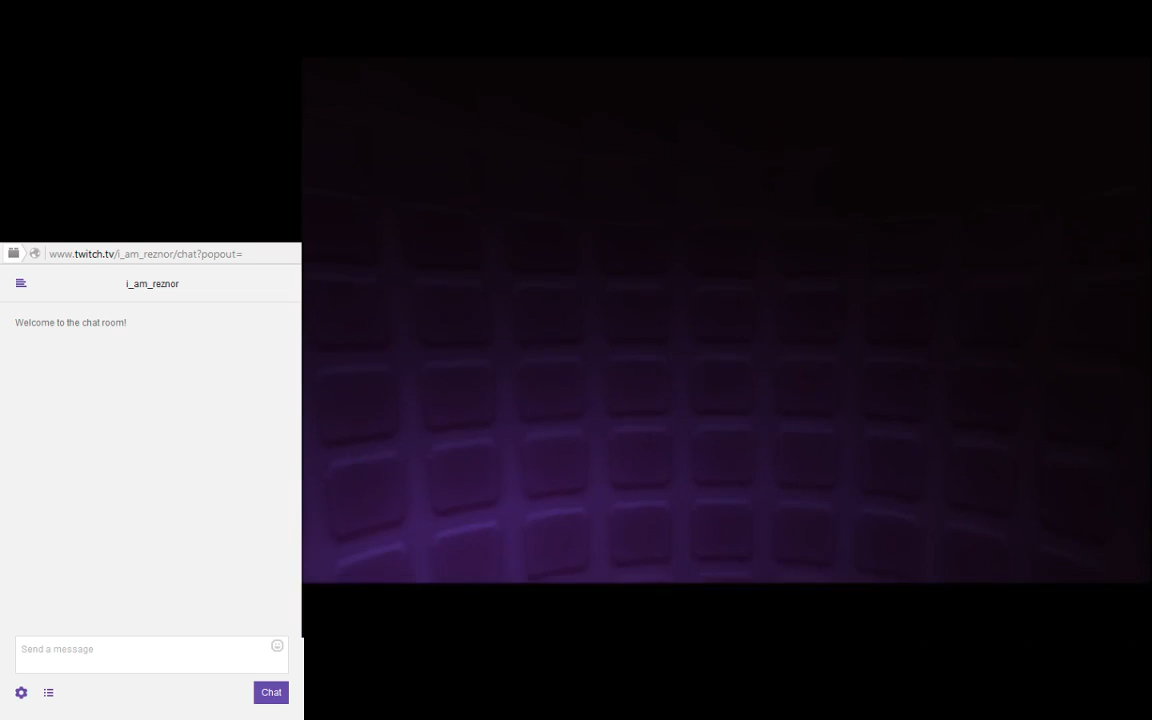 www.twitch.tv/i_am_reznor/chat?popout=
i_am_reznor
Welcome to the chat room!
Send a message
Chat